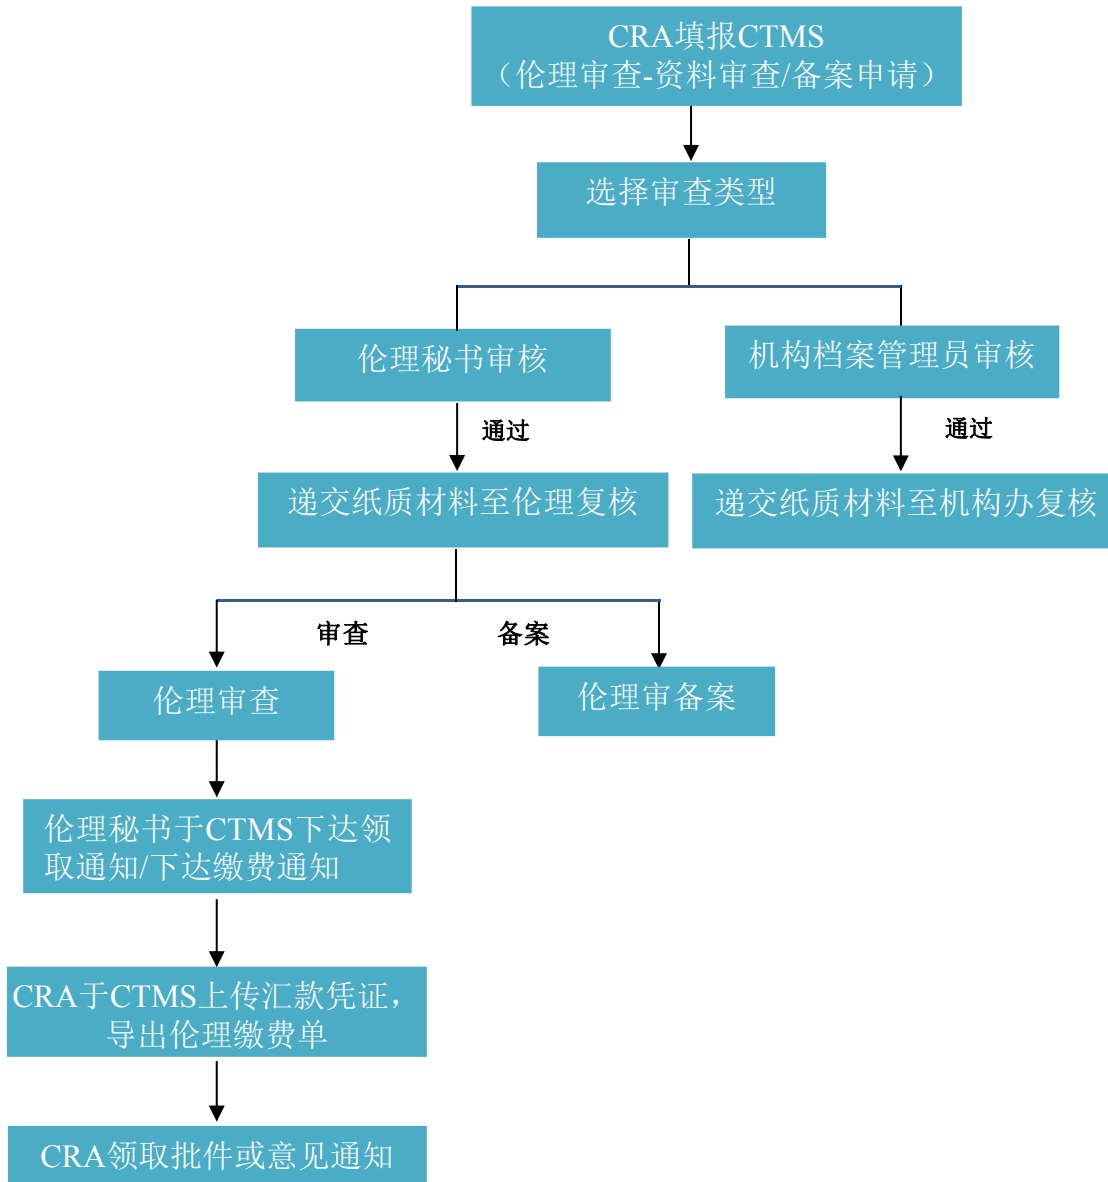 CRA填报CTMS
（伦理审查-资料审查/备案申请）
选择审查类型
伦理秘书审核
机构档案管理员审核
通过
通过
递交纸质材料至伦理复核
递交纸质材料至机构办复核
审查
备案
伦理审查
伦理审备案
伦理秘书于CTMS下达领
取通知/下达缴费通知
CRA于CTMS上传汇款凭证，
导出伦理缴费单
CRA领取批件或意见通知